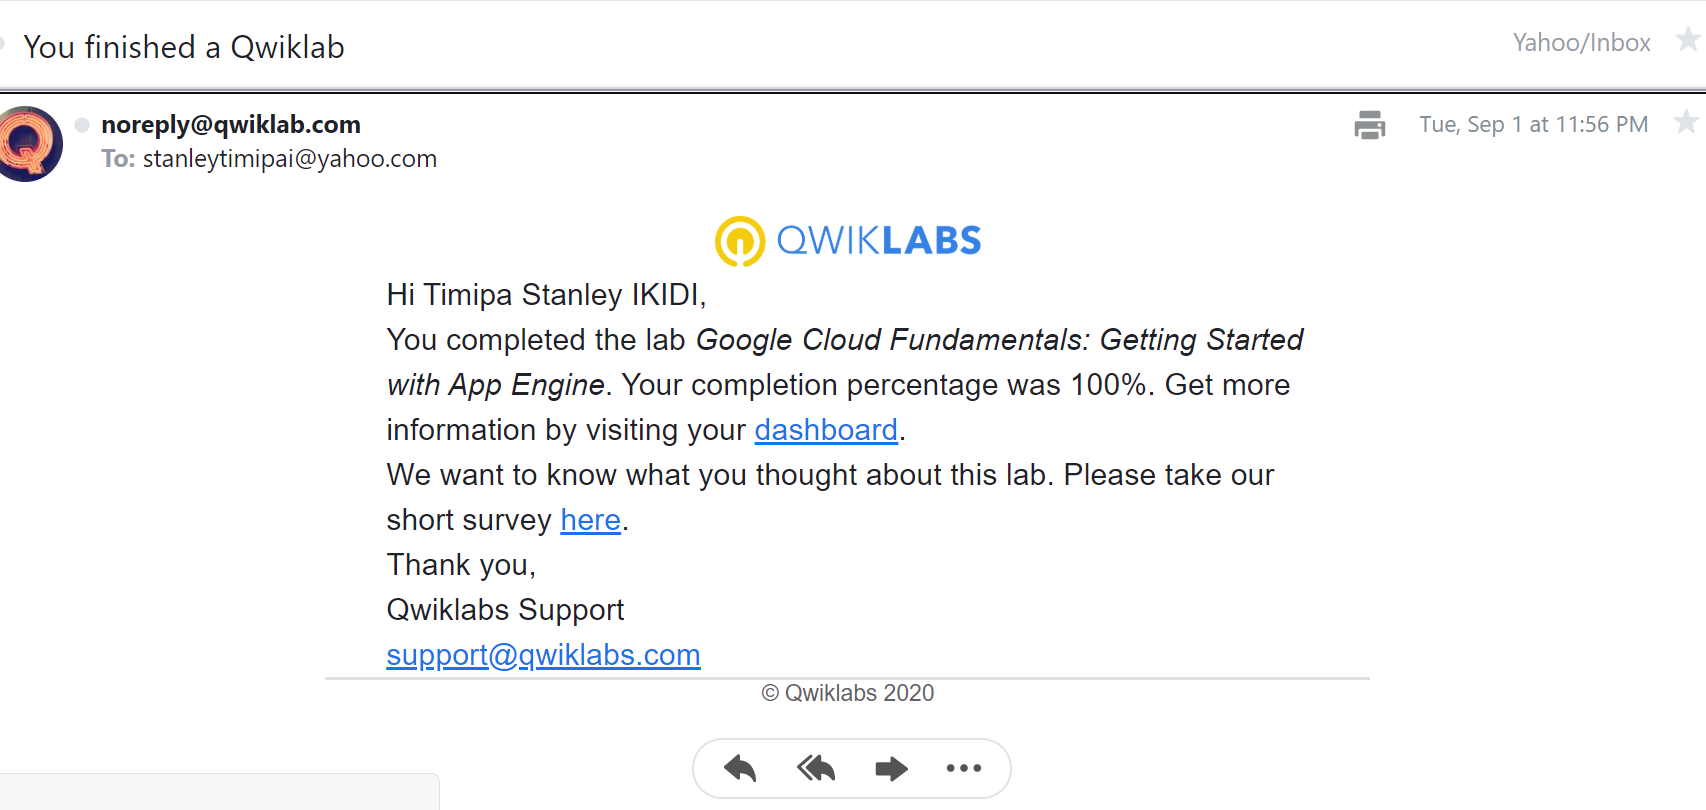 You finished a Qwiklab
Yahoo/Inbox
noreply@qwiklab.com
Tue, Sep 1 at 11:56 PM
To: stanleytimipai@yahoo.com
QWIKLABS
Hi Timipa Stanley IKIDI,
You completed the lab Google Cloud Fundamentals: Getting Started
with App Engine. Your completion percentage was 100%. Get more
information by visiting your dashboard.
We want to know what you thought about this lab. Please take our
short survey here.
Thank you,
Qwiklabs Support
support@qwiklabs.com
© Qwiklabs 2020